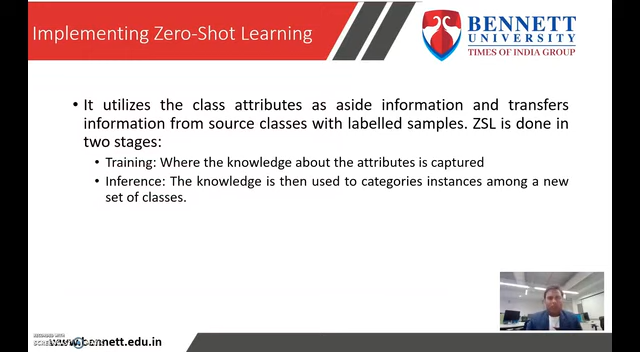 Implementing Zero-Shot Learning
BENNETT
UNIVERSITY
TIMES OF INDIA GROUP
• It utilizes the class attributes as aside information and transfers
information from source classes with labelled samples. ZSL is done in
two stages:
• Training: Where the knowledge about the attributes is captured
• Inference: The knowledge is then used to categories instances among a new
set of classes.
RECORDED WITH
www.bennett.edu.in